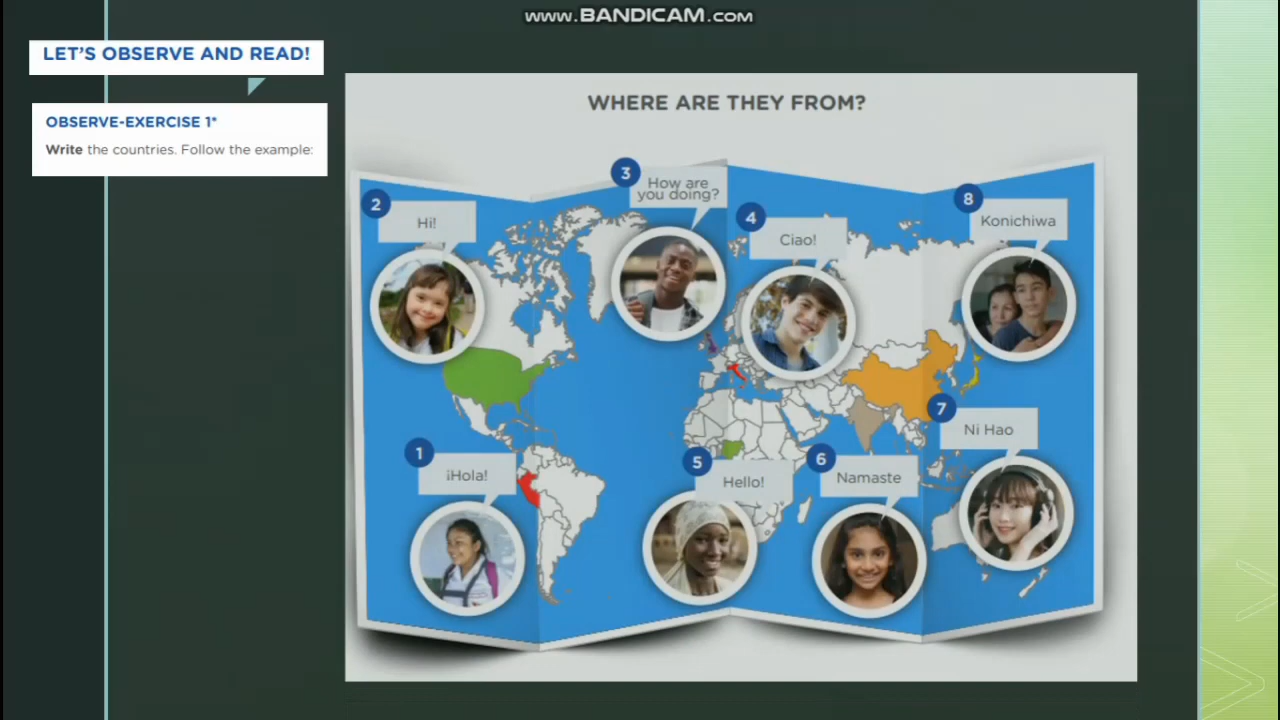 www.BANDICAM.com
LET'S OBSERVE AND READ!
OBSERVE-EXERCISE 1*
Write the countries. Follow the example:
WHERE ARE THEY FROM?
1
¡Hola!
2
Hi!
3
How are
you doing?
4
Ciao!
5
Hello!
6
Namaste
7
Ni Hao
8
Konichiwa